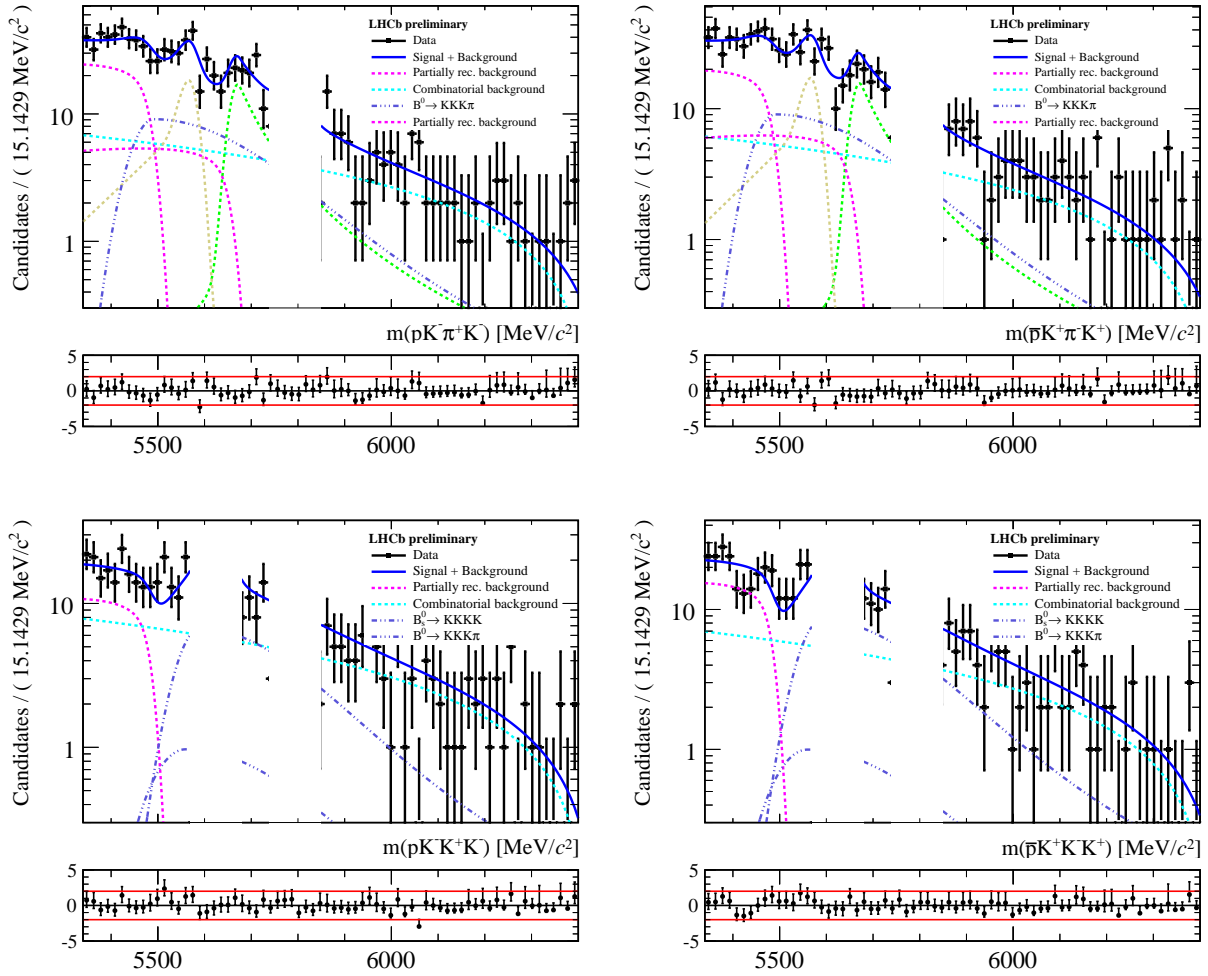 Candidates / ( 15.1429 MeV/c²)
10
1
LHCb preliminary
Data
Signal + Background
Partially rec. background
Combinatorial background
B⁰→ KKKπ
Partially rec. background
m(pK⁻π⁺K⁻) [MeV/c²]
5
0
-5
5500 6000
Candidates / ( 15.1429 MeV/c²)
10
1
LHCb preliminary
Data
Signal + Background
Partially rec. background
Combinatorial background
B⁰→ KKKπ
Partially rec. background
m(p̅K⁺π⁻K⁺) [MeV/c²]
5
0
-5
5500 6000
Candidates / ( 15.1429 MeV/c²)
10
1
LHCb preliminary
Data
Signal + Background
Partially rec. background
Combinatorial background
B⁰ₛ→ KKKK
B⁰→ KKKπ
m(pK⁻K⁺K⁻) [MeV/c²]
5
0
-5
5500 6000
Candidates / ( 15.1429 MeV/c²)
10
1
LHCb preliminary
Data
Signal + Background
Partially rec. background
Combinatorial background
B⁰ₛ→ KKKK
B⁰→ KKKπ
m(p̅K⁺K⁻K⁺) [MeV/c²]
5
0
-5
5500 6000